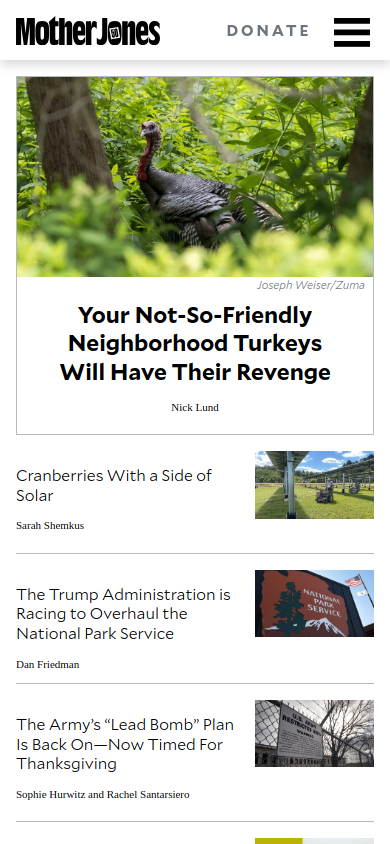 Mother Jones
DONATE
Joseph Weiser/Zuma
Your Not-So-Friendly
Neighborhood Turkeys
Will Have Their Revenge
Nick Lund
Cranberries With a Side of
Solar
Sarah Shemkus
The Trump Administration is
Racing to Overhaul the
National Park Service
Dan Friedman
NATIONAL
PARK
SERVICE
The Army’s “Lead Bomb” Plan
Is Back On—Now Timed For
Thanksgiving
Sophie Hurwitz and Rachel Santarsiero